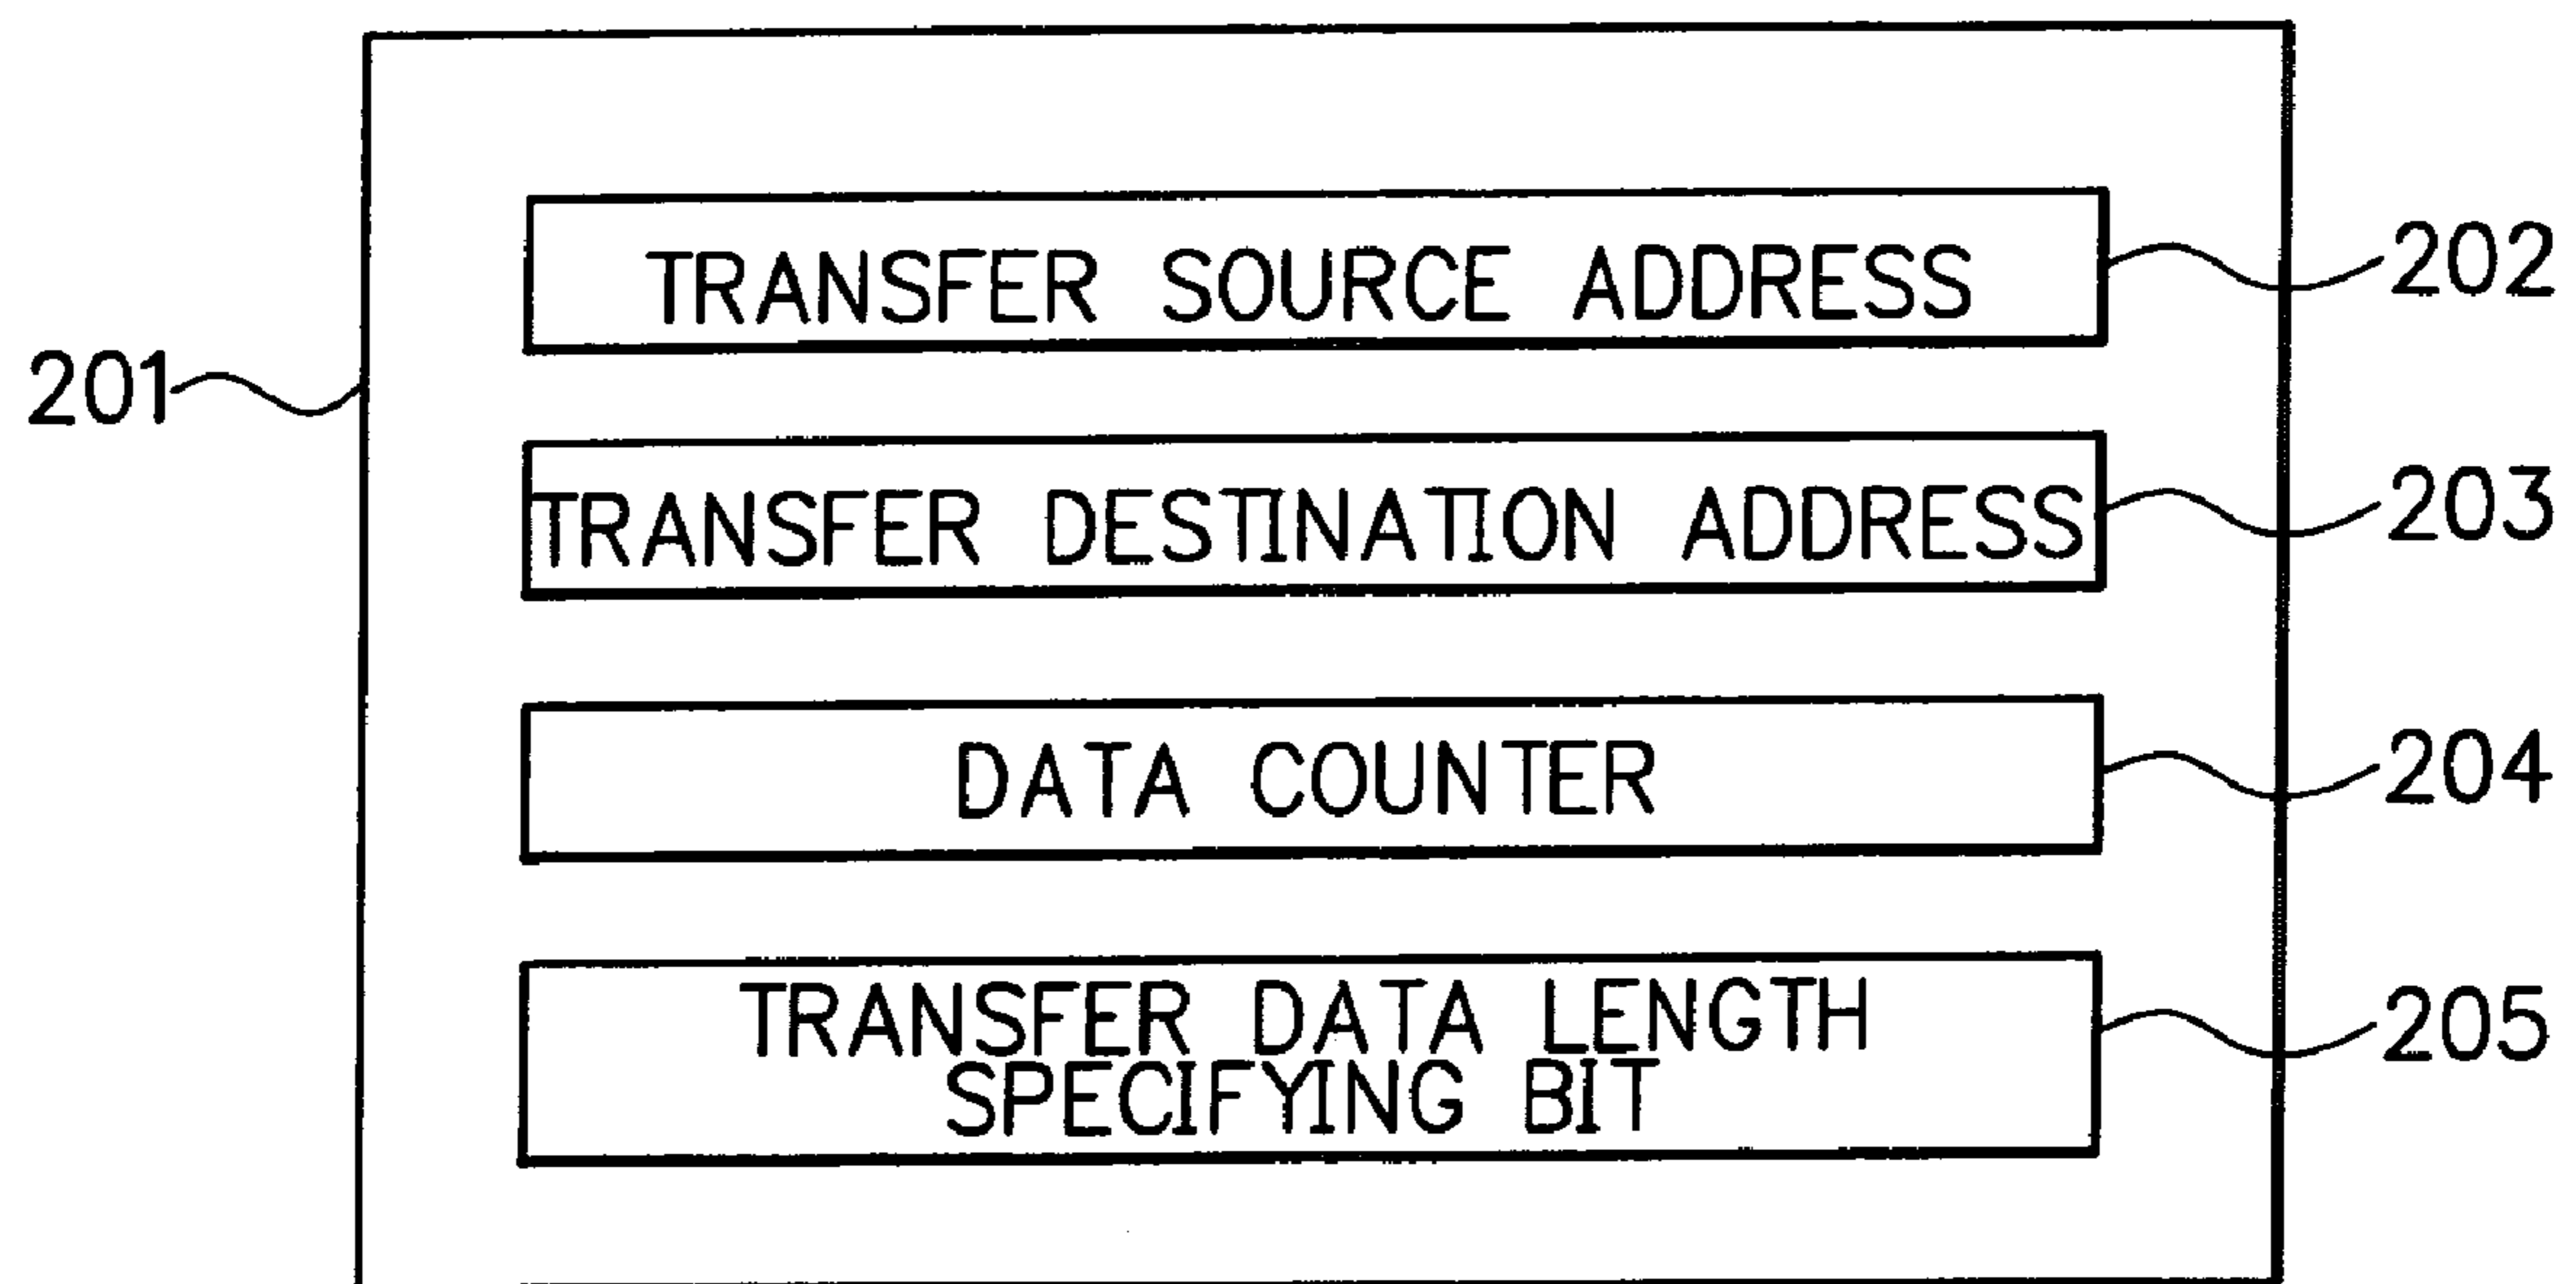 TRANSFER SOURCE ADDRESS
202
201
TRANSFER DESTINATION ADDRESS
203
DATA COUNTER
204
TRANSFER DATA LENGTH
SPECIFYING BIT
205